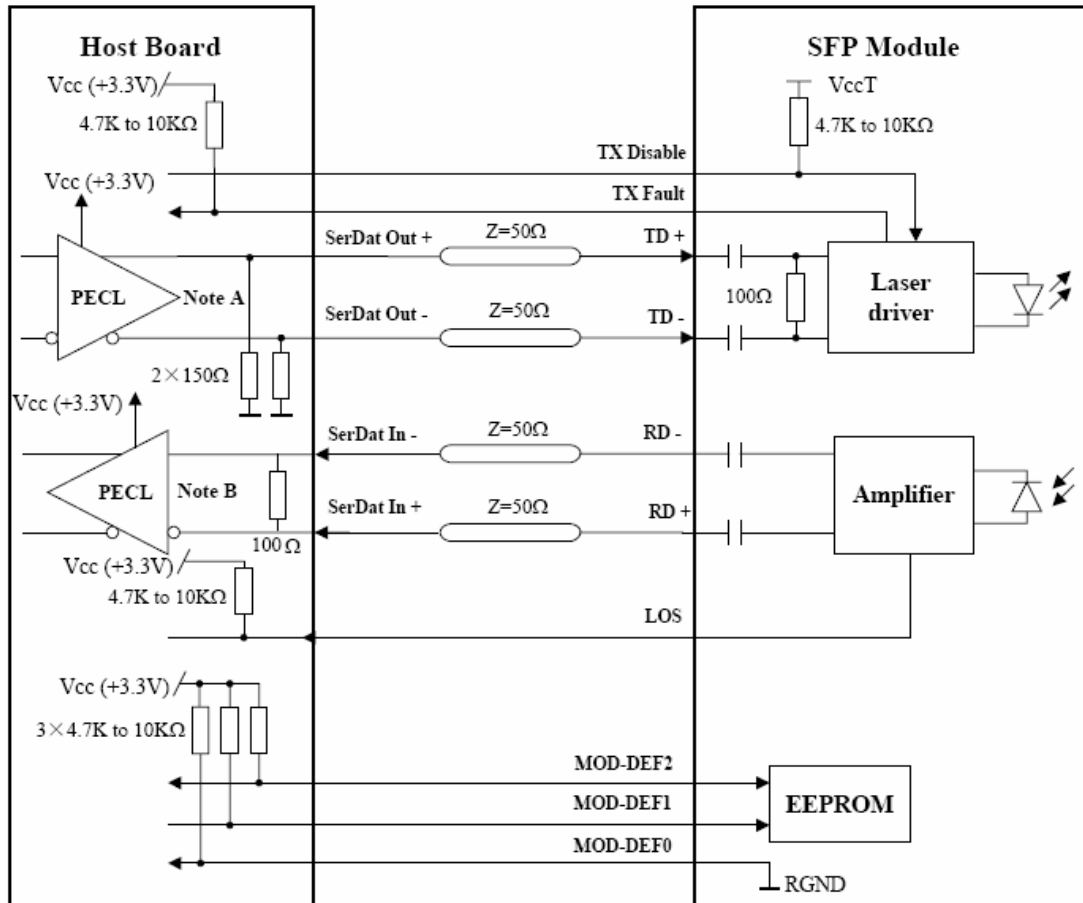 Host Board
SFP Module
Vcc (+3.3V)
VccT
4.7K to 10KΩ
4.7K to 10KΩ
TX Disable
Vcc (+3.3V)
TX Fault
SerDat Out +
Z=50Ω
TD +
PECL
Note A
100Ω
Laser
driver
SerDat Out -
Z=50Ω
TD -
2×150Ω
Vcc (+3.3V)
SerDat In -
Z=50Ω
RD -
PECL
Note B
Amplifier
SerDat In +
Z=50Ω
RD +
100Ω
Vcc (+3.3V)
4.7K to 10KΩ
LOS
Vcc (+3.3V)
3×4.7K to 10KΩ
MOD-DEF2
EEPROM
MOD-DEF1
MOD-DEF0
RGND